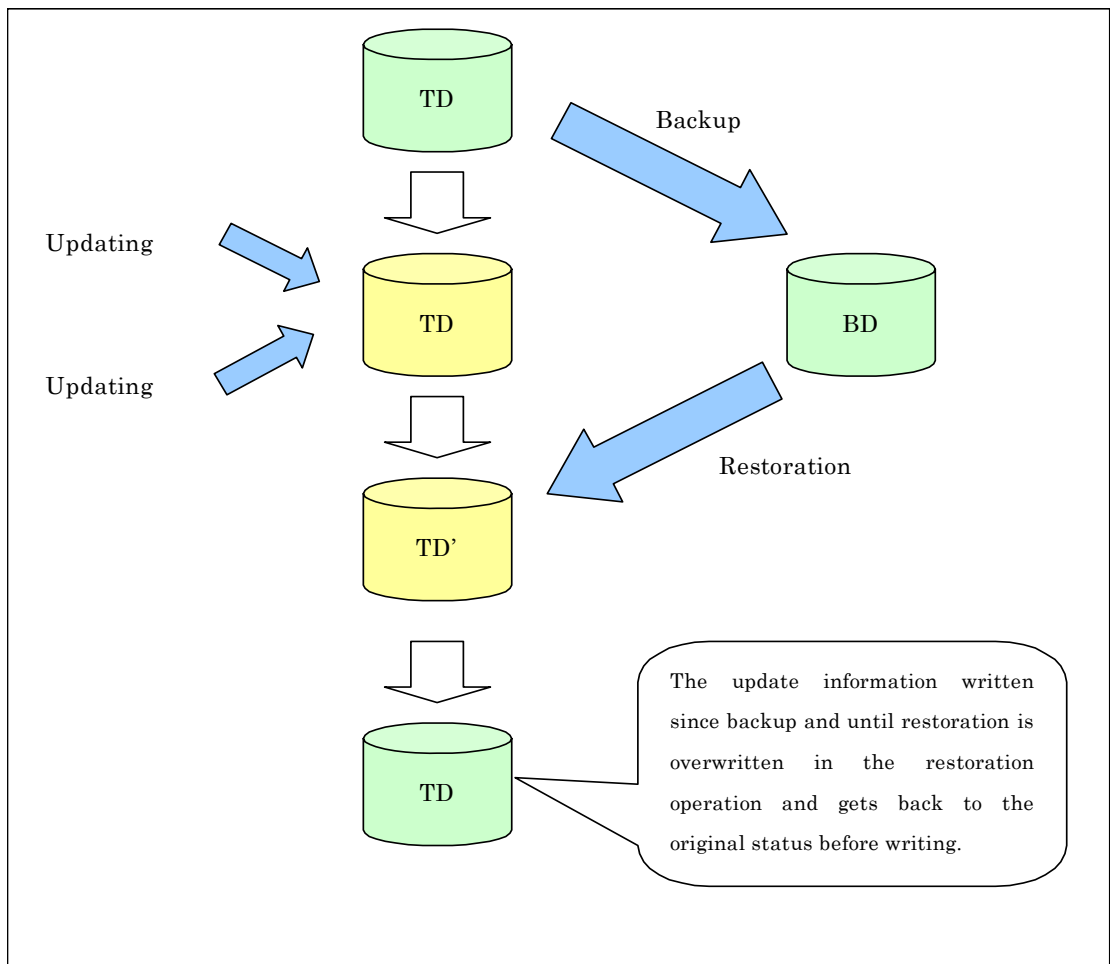 TD
Backup
Updating
TD
BD
Updating
Restoration
TD’
The update information written
since backup and until restoration is
overwritten in the restoration
operation and gets back to the
original status before writing.
TD